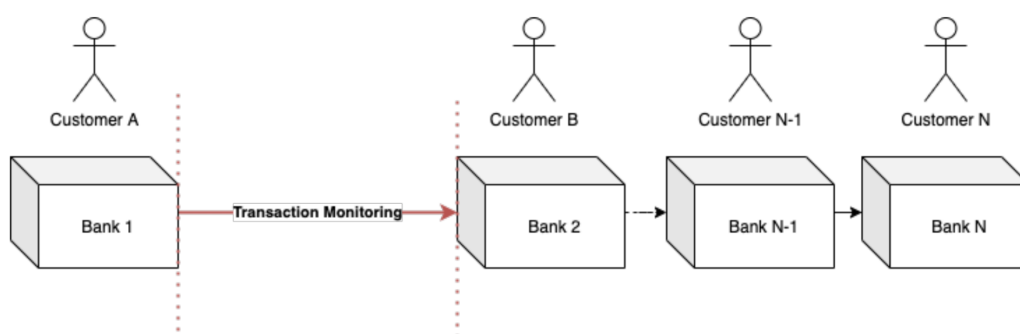 Customer A
Customer B
Customer N-1
Customer N
Bank 1
Transaction Monitoring
Bank 2
Bank N-1
Bank N